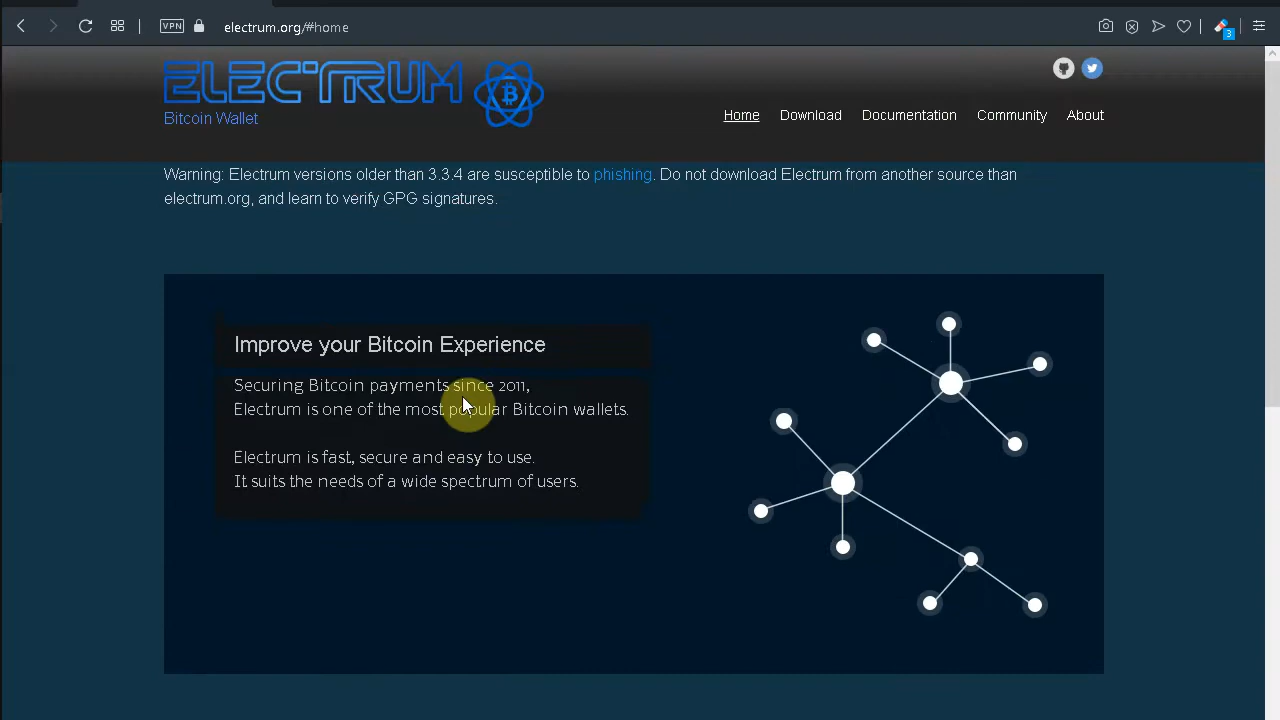 VPN
electrum.org/#home
3
ELECTRUM
Bitcoin Wallet
Home Download Documentation Community About
Warning: Electrum versions older than 3.3.4 are susceptible to phishing. Do not download Electrum from another source than
electrum.org, and learn to verify GPG signatures.
Improve your Bitcoin Experience
Securing Bitcoin payments since 2011,
Electrum is one of the most popular Bitcoin wallets.
Electrum is fast, secure and easy to use.
It suits the needs of a wide spectrum of users.